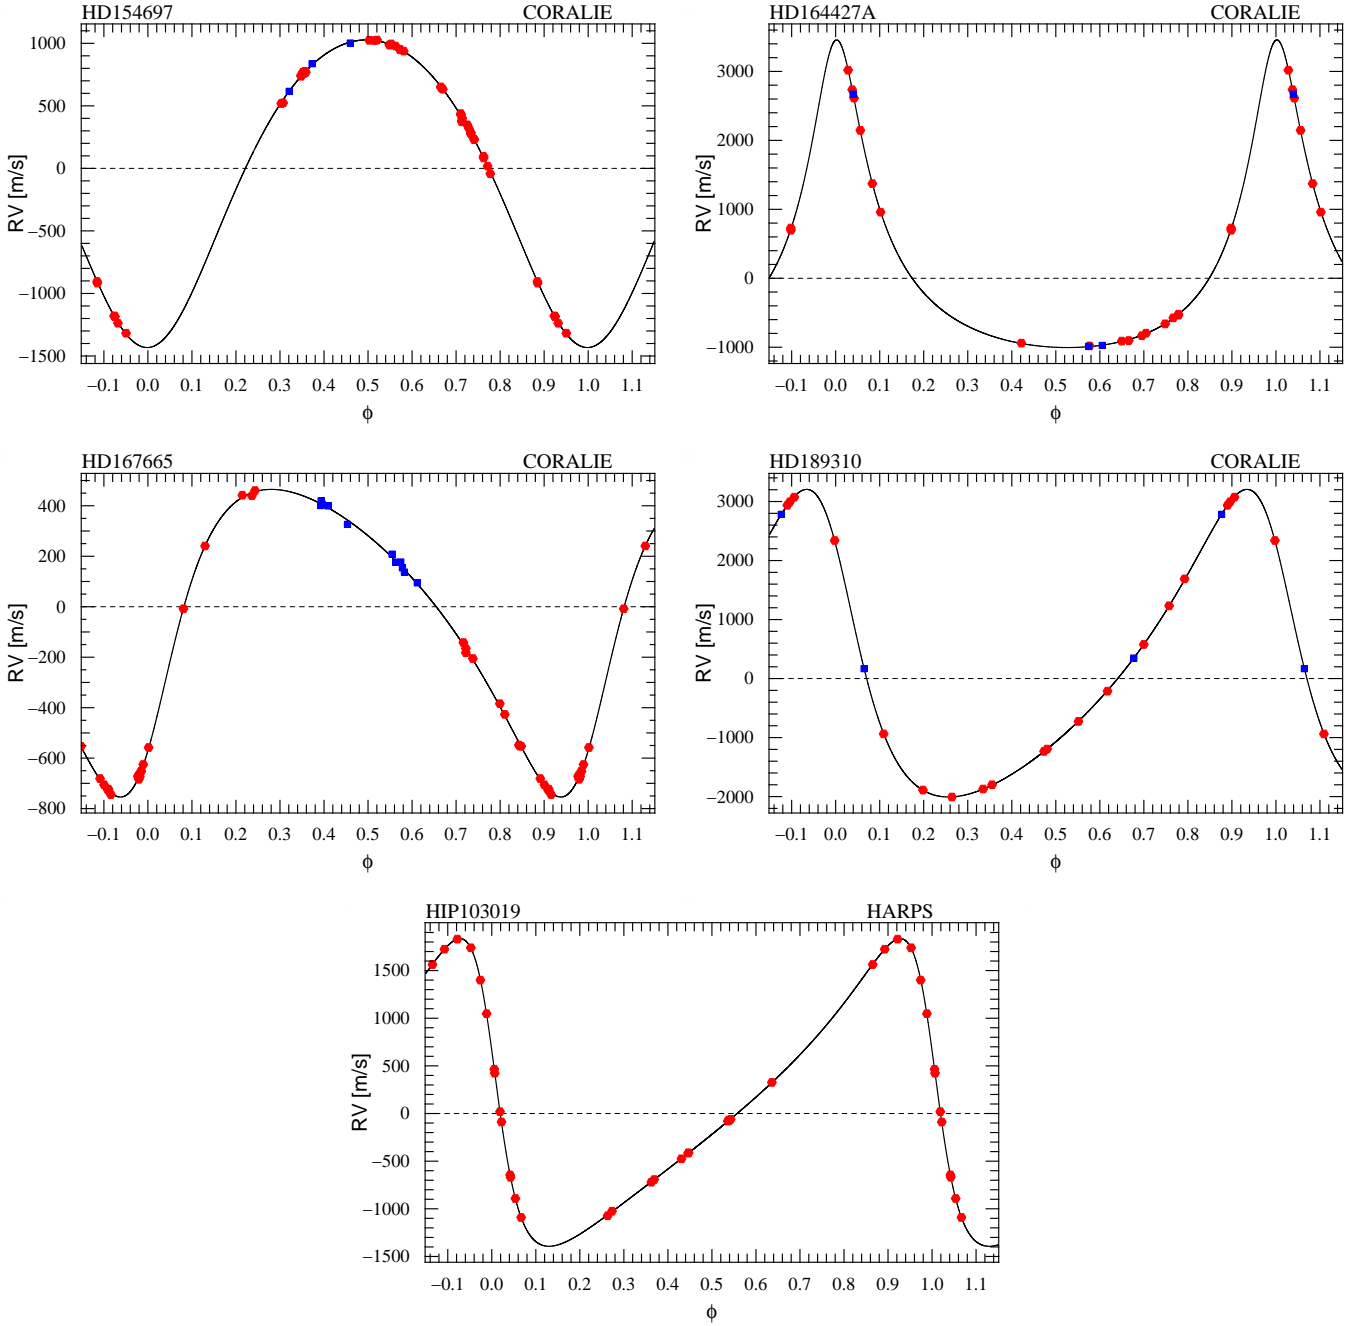 HD154697 CORALIE
1000
500
0
−500
−1000
−1500
RV [m/s]
−0.1 0.0 0.1 0.2 0.3 0.4 0.5 0.6 0.7 0.8 0.9 1.0 1.1
ϕ
HD164427A CORALIE
3000
2000
1000
0
−1000
RV [m/s]
−0.1 0.0 0.1 0.2 0.3 0.4 0.5 0.6 0.7 0.8 0.9 1.0 1.1
ϕ
HD167665 CORALIE
400
200
0
−200
−400
−600
−800
RV [m/s]
−0.1 0.0 0.1 0.2 0.3 0.4 0.5 0.6 0.7 0.8 0.9 1.0 1.1
ϕ
HD189310 CORALIE
3000
2000
1000
0
−1000
−2000
RV [m/s]
−0.1 0.0 0.1 0.2 0.3 0.4 0.5 0.6 0.7 0.8 0.9 1.0 1.1
ϕ
HIP103019 HARPS
1500
1000
500
0
−500
−1000
−1500
RV [m/s]
−0.1 0.0 0.1 0.2 0.3 0.4 0.5 0.6 0.7 0.8 0.9 1.0 1.1
ϕ